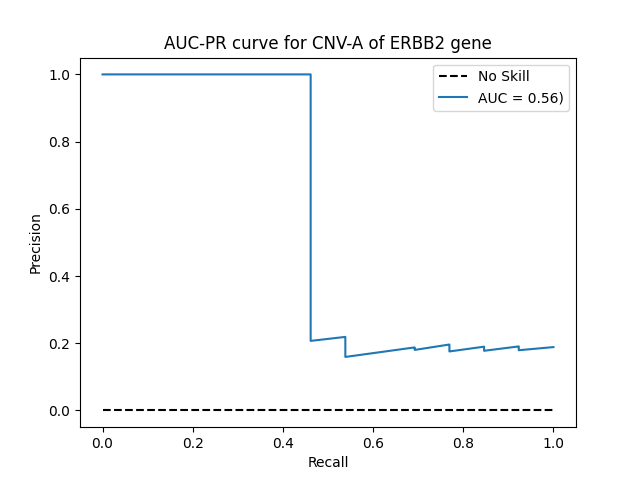 AUC-PR curve for CNV-A of ERBB2 gene
1.0
0.8
0.6
0.4
0.2
0.0
Precision
No Skill
AUC = 0.56)
0.0 0.2 0.4 0.6 0.8 1.0
Recall